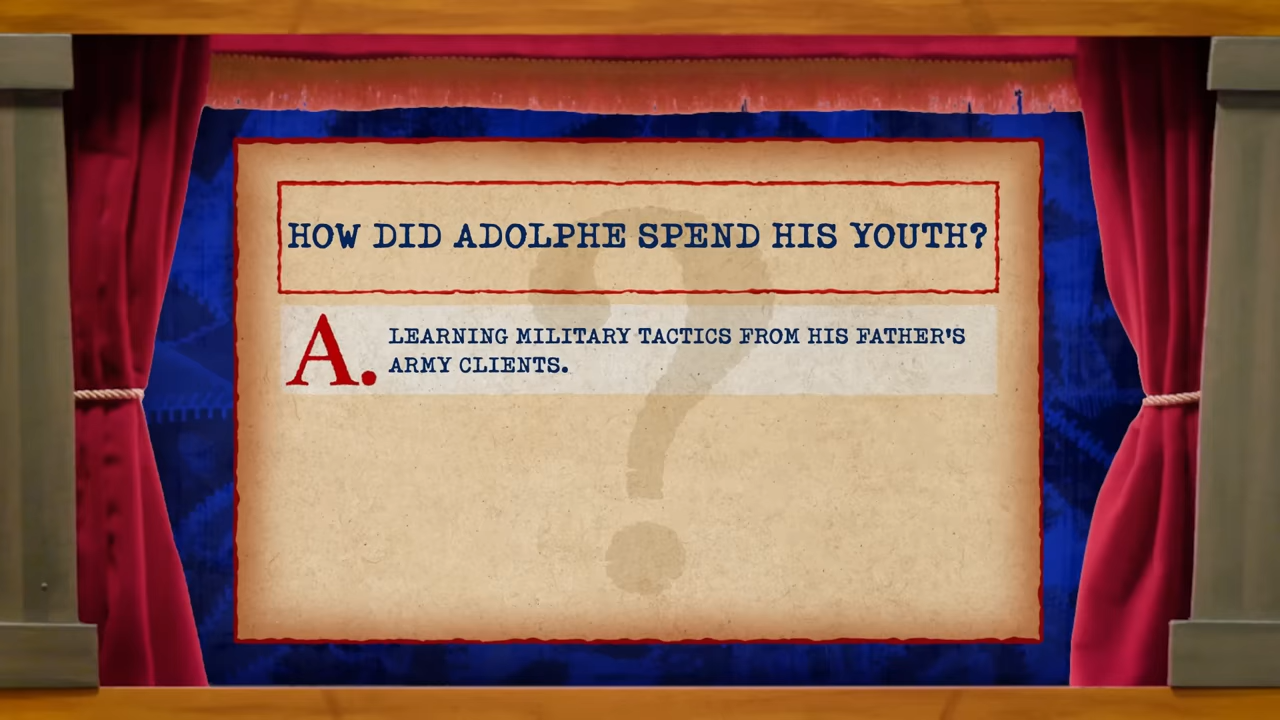 HOW DID ADOLPHE SPEND HIS YOUTH?
A. LEARNING MILITARY TACTICS FROM HIS FATHER'S
ARMY CLIENTS.